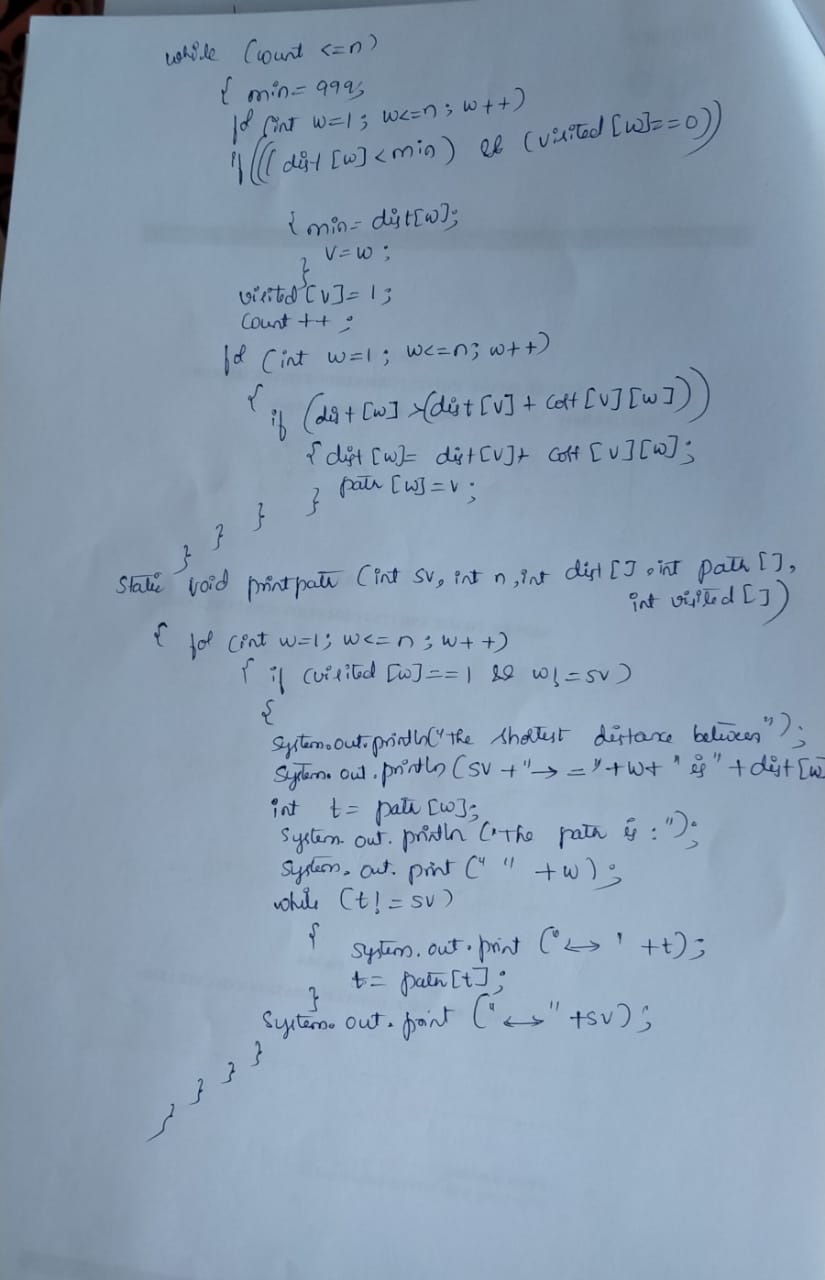 while (count <=n)
{ min= 999;
for (int w=1; w<=n; w++)
if (((dist [w] <min) && (visited [w]==0))
{ min= dist[w];
v=w;
}
visited [v]= 1;
count ++;
for (int w=1; w<=n; w++)
{
if (dist [w] >(dist [v] + cost [v] [w]))
{ dist [w]= dist [v]+ cost [v] [w];
path [w]=v;
} } } }
}
static void printpath (int sv, int n, int dist [], int path [],
int visited [])
{ for (int w=1; w<=n; w++)
{ if (visited [w]==1 && w!=sv)
{
System.out.println("the shortest distance between");
System.out.println (sv +"→ ="+w+ " is" +dist [w
int t= path [w];
System.out.println ("The path is :");
System.out.print (" " +w);
while (t!=sv)
{
System.out.print ("↔ ' +t);
t= path[t];
}
System.out.print ("↔" +sv);
}
}
}
}